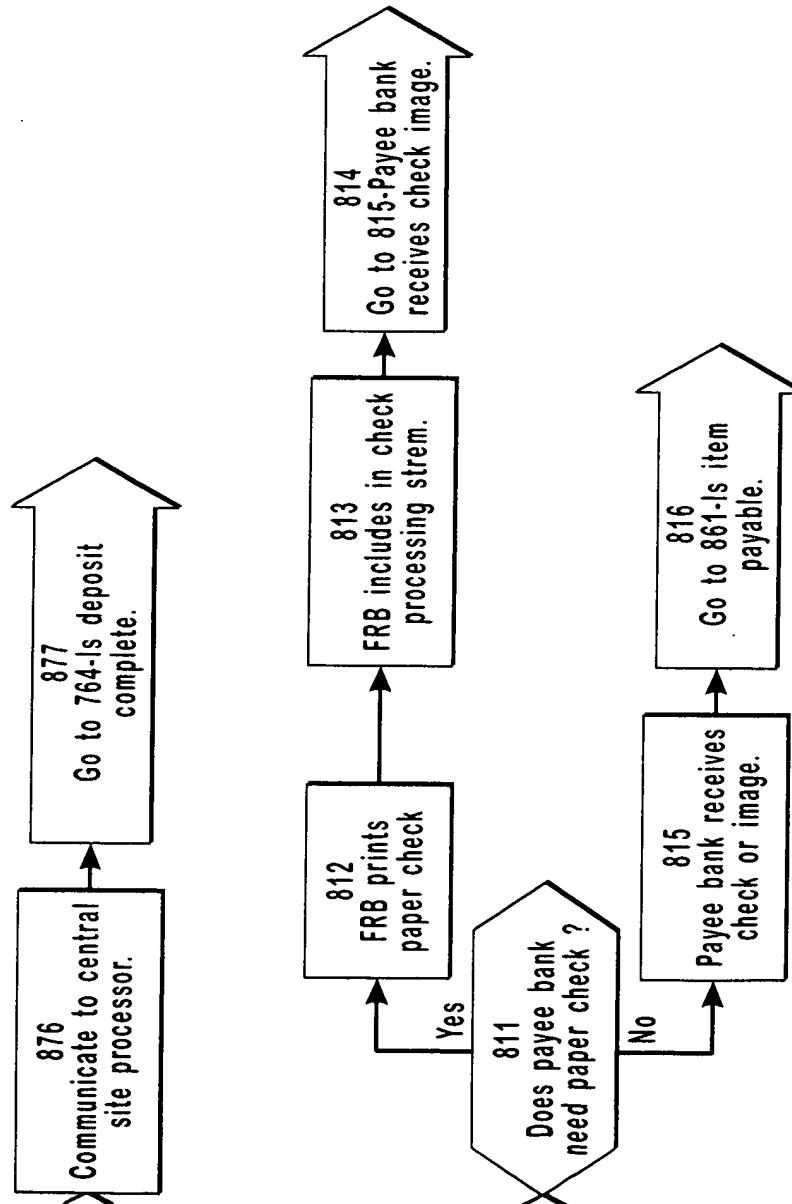 876
Communicate to central
site processor.
877
Go to 764-Is deposit
complete.
811
Does payee bank
need paper check ?
Yes
812
FRB prints
paper check
813
FRB includes in check
processing strem.
814
Go to 815-Payee bank
receives check image.
No
815
Payee bank receives
check or image.
816
Go to 861-Is item
payable.